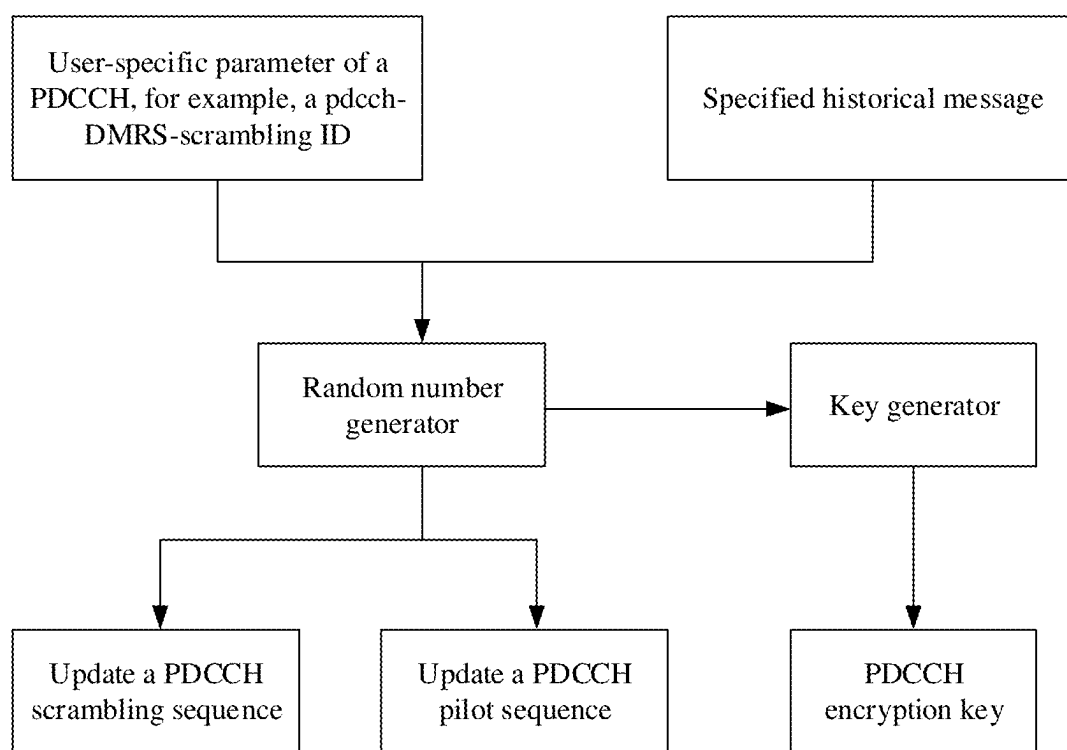 User-specific parameter of a
PDCCH, for example, a pdcch-
DMRS-scrambling ID
Specified historical message
Random number
generator
Key generator
Update a PDCCH
scrambling sequence
Update a PDCCH
pilot sequence
PDCCH
encryption key